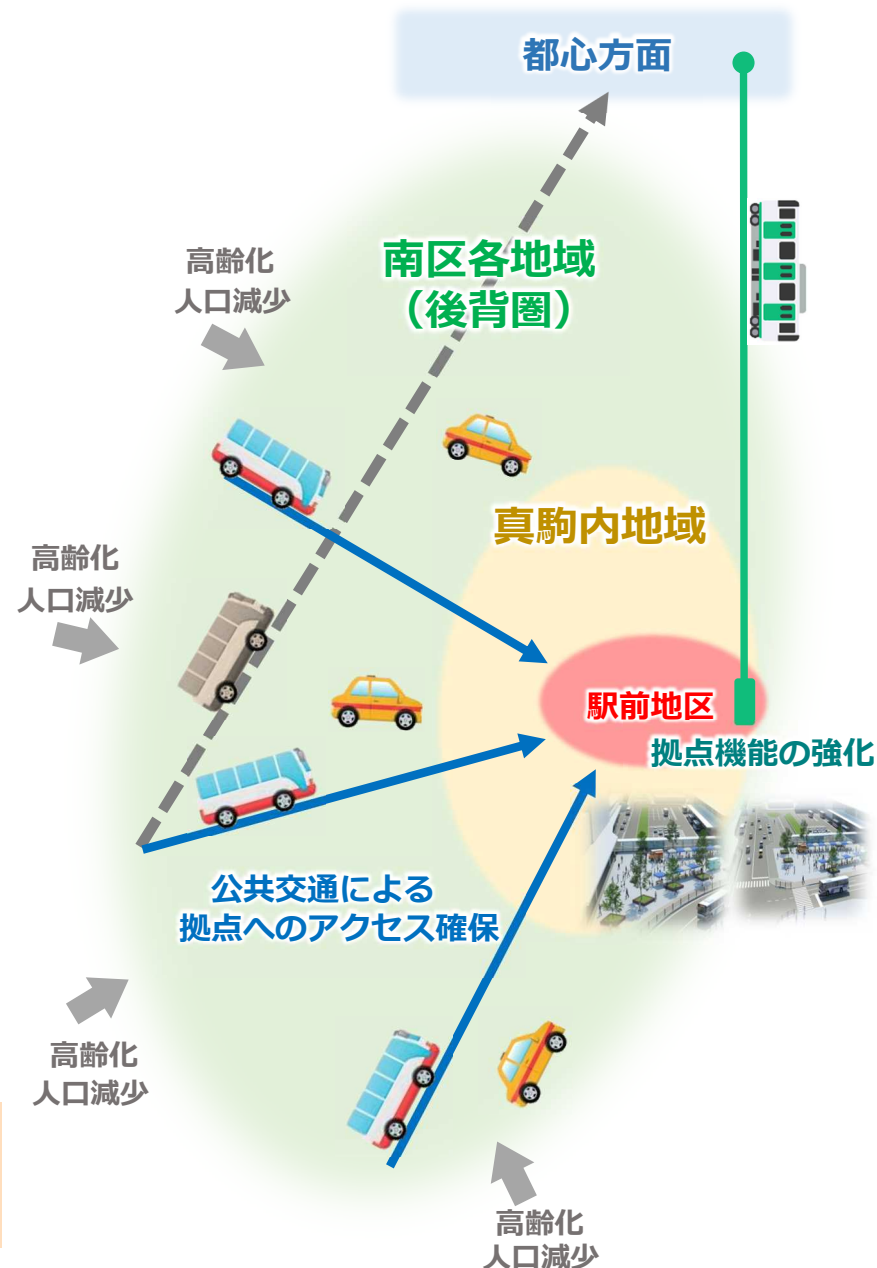 都心方面
南区各地域
（後背圏）
高齢化
人口減少
真駒内地域
高齢化
人口減少
駅前地区
拠点機能の強化
公共交通による
拠点へのアクセス確保
高齢化
人口減少
高齢化
人口減少